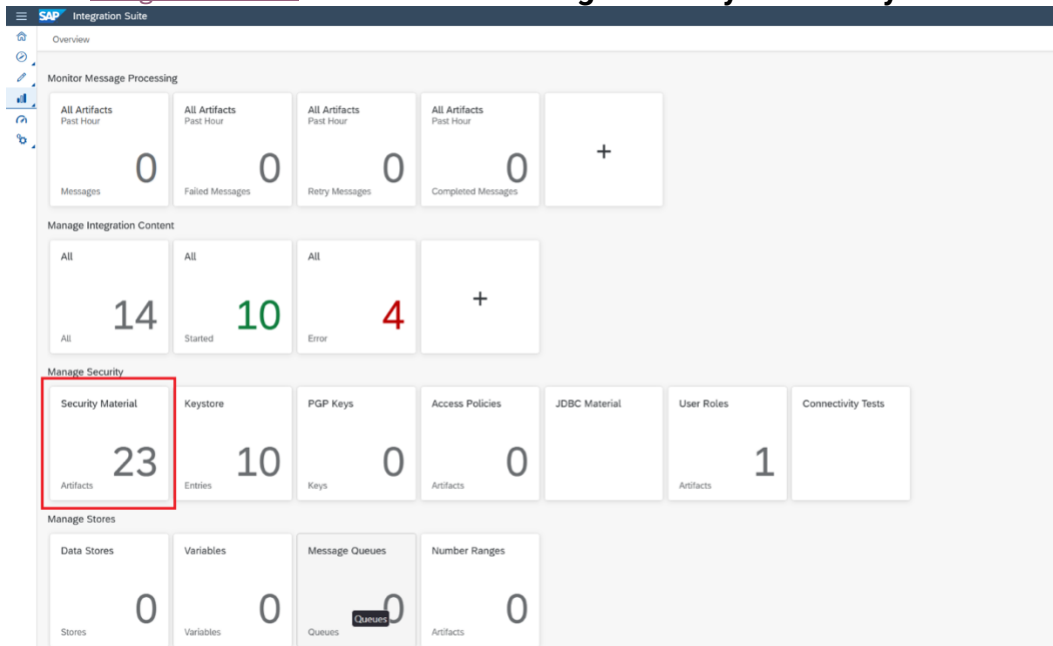 SAP Integration Suite
Overview
Monitor Message Processing
All Artifacts All Artifacts All Artifacts All Artifacts
Past Hour Past Hour Past Hour Past Hour
+
0 0 0 0
Messages Failed Messages Retry Messages Completed Messages
Manage Integration Content
All All All
+
14 10 4
All Started Error
Manage Security
Security Material Keystore PGP Keys Access Policies JDBC Material User Roles Connectivity Tests
23 10 0 0 1
Artifacts Entries Keys Artifacts Artifacts
Manage Stores
Data Stores Variables Message Queues Number Ranges
0 0 0 0
Queues
Stores Variables Queues Artifacts